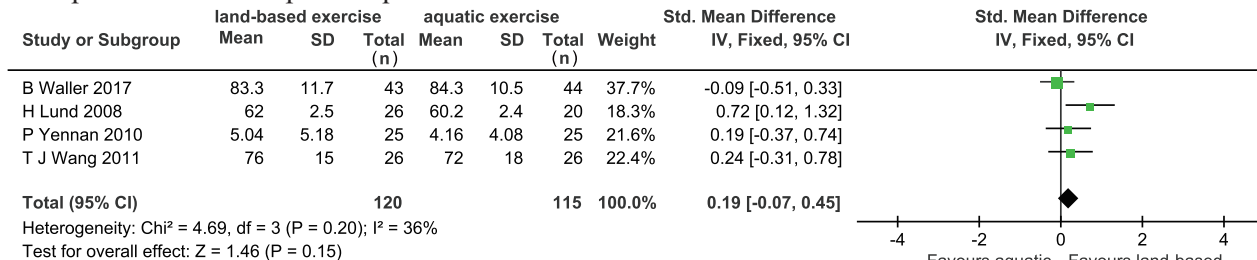 land-based exercise aquatic exercise Std. Mean Difference Std. Mean Difference
Study or Subgroup Mean SD Total Mean SD Total Weight IV, Fixed, 95% CI IV, Fixed, 95% CI
(n) (n)
B Waller 2017 83.3 11.7 43 84.3 10.5 44 37.7% -0.09 [-0.51, 0.33]
H Lund 2008 62 2.5 26 60.2 2.4 20 18.3% 0.72 [0.12, 1.32]
P Yennan 2010 5.04 5.18 25 4.16 4.08 25 21.6% 0.19 [-0.37, 0.74]
T J Wang 2011 76 15 26 72 18 26 22.4% 0.24 [-0.31, 0.78]
Total (95% CI) 120 115 100.0% 0.19 [-0.07, 0.45]
Heterogeneity: Chi² = 4.69, df = 3 (P = 0.20); I² = 36%
Test for overall effect: Z = 1.46 (P = 0.15)
-4 -2 0 2 4
Favours aquatic Favours land-based